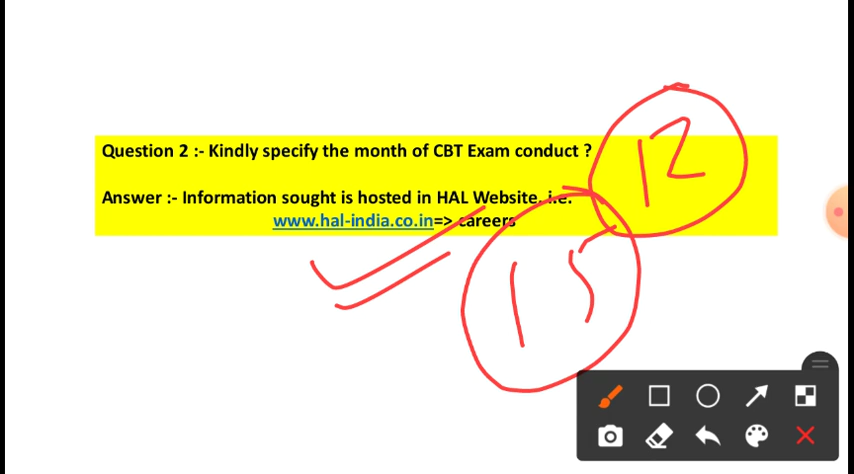 Question 2 :- Kindly specify the month of CBT Exam conduct ?
12
Answer :- Information sought is hosted in HAL Website, i.e.
www.hal-india.co.in=> careers
15